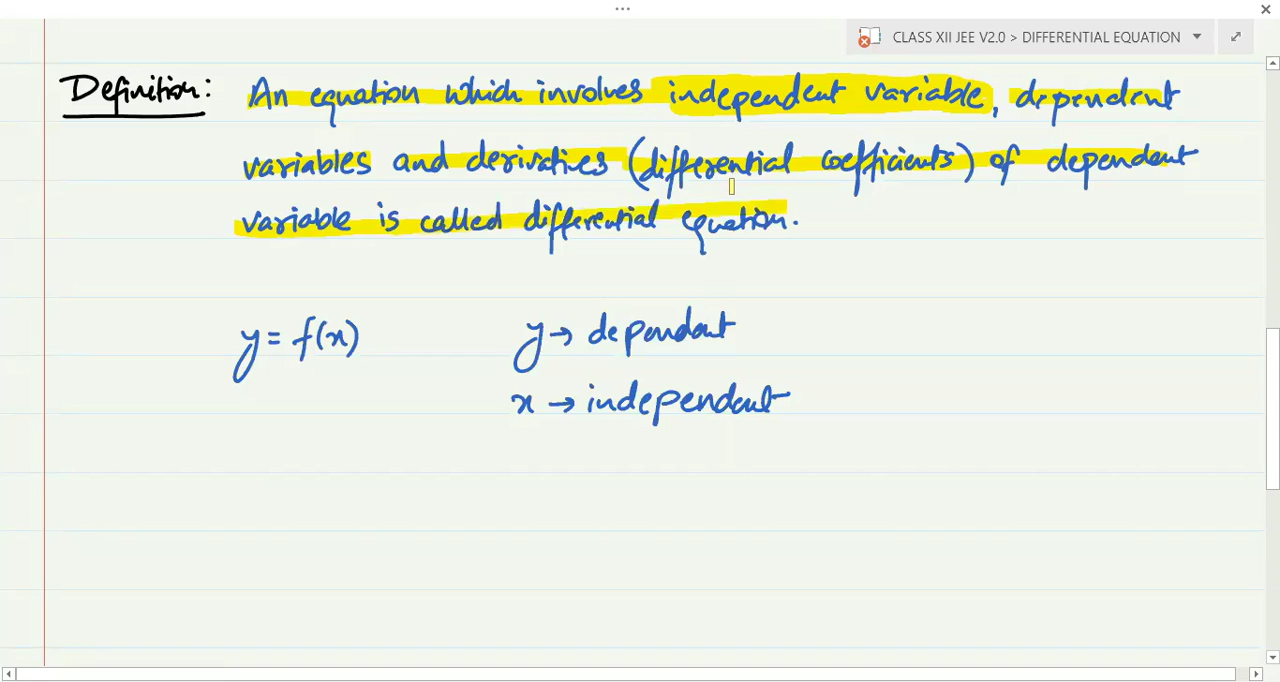 CLASS XII JEE V2.0 > DIFFERENTIAL EQUATION
Definition: An equation which involves independent variable, dependent
variables and derivatives (differential coefficients) of dependent
variable is called differential equation.
y = f(x) y → dependent
x → independent